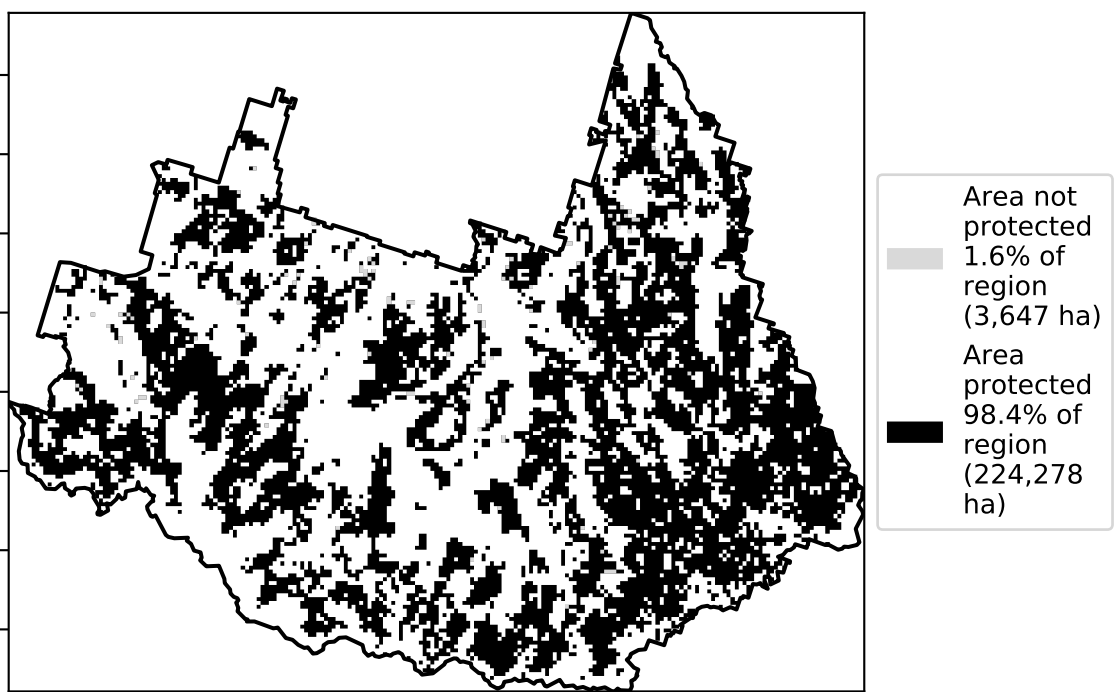 Area not
protected
1.6% of
region
(3,647 ha)
Area
protected
98.4% of
region
(224,278
ha)